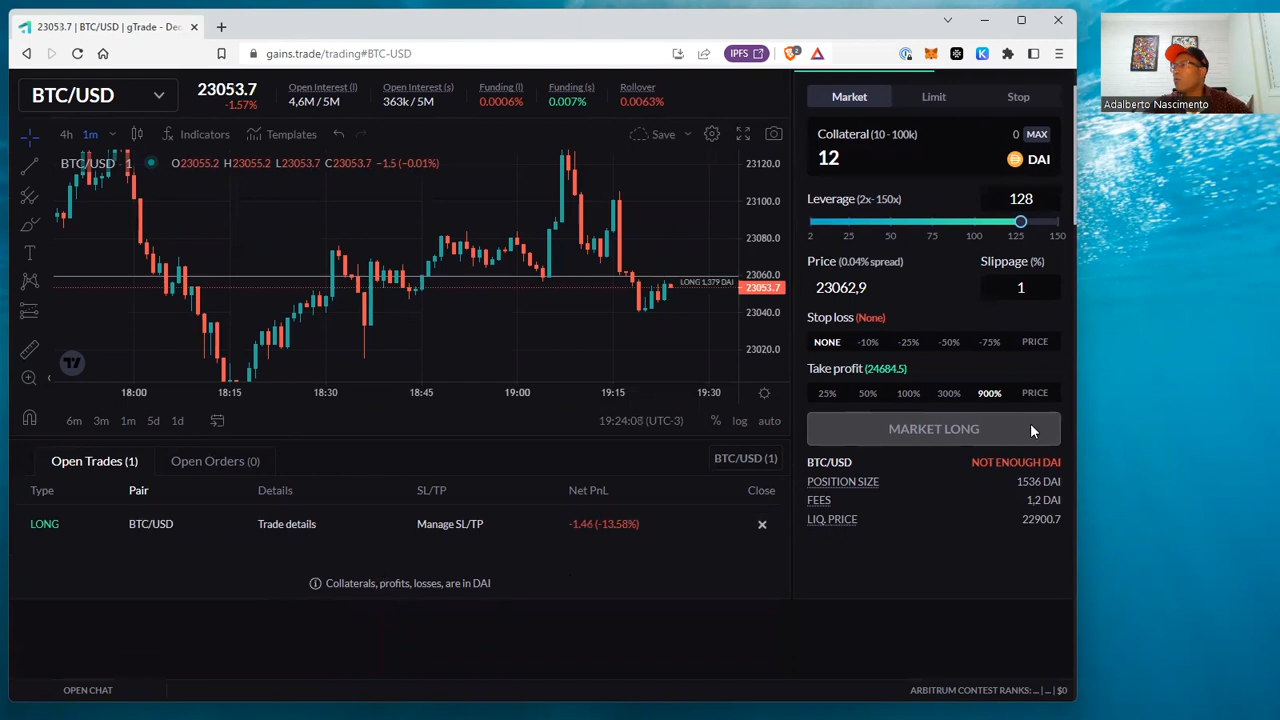 23053.7 | BTC/USD | gTrade - Dec
gains.trade/trading#BTC-USD
IPFS
2
BTC/USD
23053.7
-1.57%
Open Interest (l)
4,6M / 5M
Open Interest (s)
363k / 5M
Funding (l)
0.0006%
Funding (s)
0.007%
Rollover
0.0063%
4h
1m
Indicators
Templates
Save
BTC/USD · 1
O23055.2 H23055.2 L23053.7 C23053.7 −1.5 (−0.01%)
23120.0
23100.0
23080.0
23060.0
LONG 1,379 DAI
23053.7
23040.0
23020.0
18:00
18:15
18:30
18:45
19:00
19:15
19:30
6m
3m
1m
5d
1d
19:24:08 (UTC-3)
%
log
auto
Open Trades (1)
Open Orders (0)
BTC/USD (1)
Type
Pair
Details
SL/TP
Net PnL
Close
LONG
BTC/USD
Trade details
Manage SL/TP
-1.46 (-13.58%)
Collaterals, profits, losses, are in DAI
Market
Limit
Stop
Collateral (10 - 100k)
0 MAX
12
DAI
Leverage (2x- 150x)
128
2
25
50
75
100
125
150
Price (0.04% spread)
Slippage (%)
23062,9
1
Stop loss (None)
NONE
-10%
-25%
-50%
-75%
PRICE
Take profit (24684.5)
25%
50%
100%
300%
900%
PRICE
MARKET LONG
BTC/USD
NOT ENOUGH DAI
POSITION SIZE
1536 DAI
FEES
1,2 DAI
LIQ. PRICE
22900.7
OPEN CHAT
ARBITRUM CONTEST RANKS: ... | ... | $0
Adalberto Nascimento